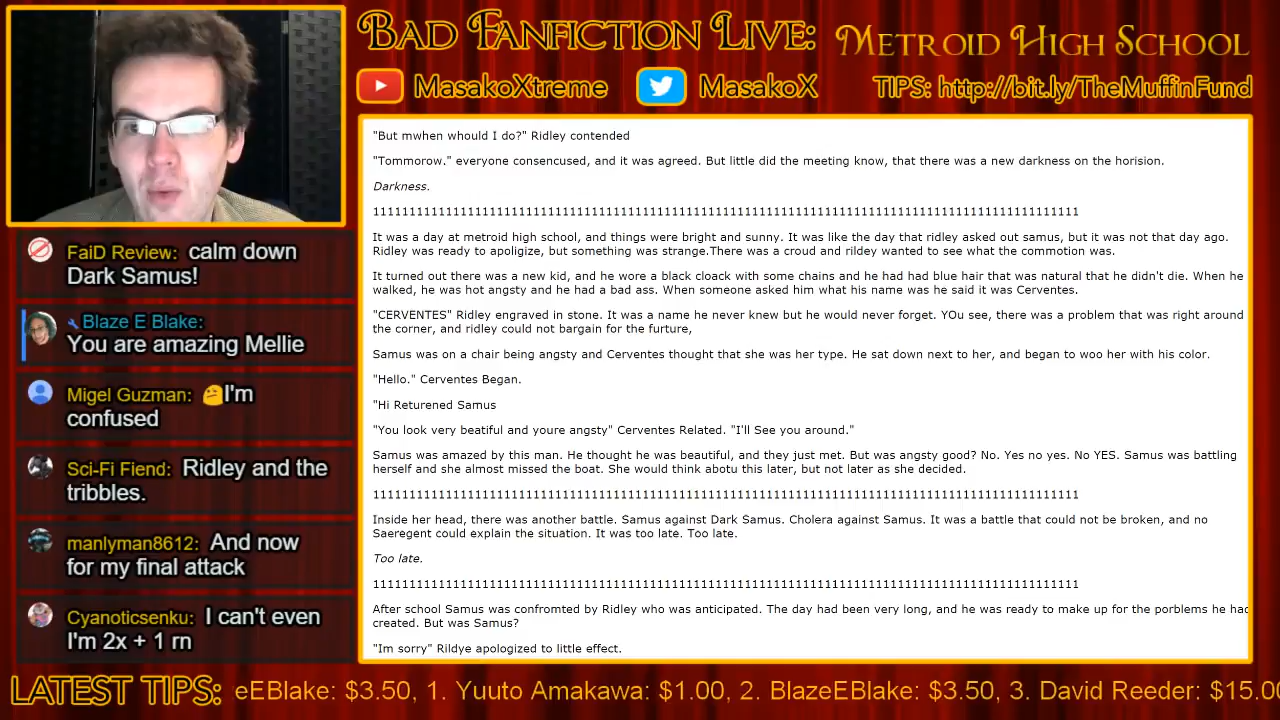 BAD FANFICTION LIVE: METROID HIGH SCHOOL
MasakoXtreme MasakoX TIPS: http://bit.ly/TheMuffinFund
"But mwhen whould I do?" Ridley contended
"Tommorow." everyone consencused, and it was agreed. But little did the meeting know, that there was a new darkness on the horision.
Darkness.
It was a day at metroid high school, and things were bright and sunny. It was like the day that ridley asked out samus, but it was not that day ago.
Ridley was ready to apoligize, but something was strange.There was a croud and rildey wanted to see what the commotion was.
It turned out there was a new kid, and he wore a black cloack with some chains and he had had blue hair that was natural that he didn't die. When he
walked, he was hot angsty and he had a bad ass. When someone asked him what his name was he said it was Cerventes.
"CERVENTES" Ridley engraved in stone. It was a name he never knew but he would never forget. YOu see, there was a problem that was right around
the corner, and ridley could not bargain for the furture,
Samus was on a chair being angsty and Cerventes thought that she was her type. He sat down next to her, and began to woo her with his color.
"Hello." Cerventes Began.
"Hi Returened Samus
"You look very beatiful and youre angsty" Cerventes Related. "I'll See you around."
Samus was amazed by this man. He thought he was beautiful, and they just met. But was angsty good? No. Yes no yes. No YES. Samus was battling
herself and she almost missed the boat. She would think abotu this later, but not later as she decided.
Inside her head, there was another battle. Samus against Dark Samus. Cholera against Samus. It was a battle that could not be broken, and no
Saeregent could explain the situation. It was too late. Too late.
Too late.
After school Samus was confromted by Ridley who was anticipated. The day had been very long, and he was ready to make up for the porblems he had
created. But was Samus?
"Im sorry" Rildye apologized to little effect.
FaiD Review: calm down
Dark Samus!
Blaze E Blake:
You are amazing Mellie
Migel Guzman: 🤔I'm
confused
Sci-Fi Fiend: Ridley and the
tribbles.
manlyman8612: And now
for my final attack
Cyanoticsenku: I can't even
I'm 2x + 1 rn
LATEST TIPS: eEBlake: $3.50, 1. Yuuto Amakawa: $1.00, 2. BlazeEBlake: $3.50, 3. David Reeder: $15.00